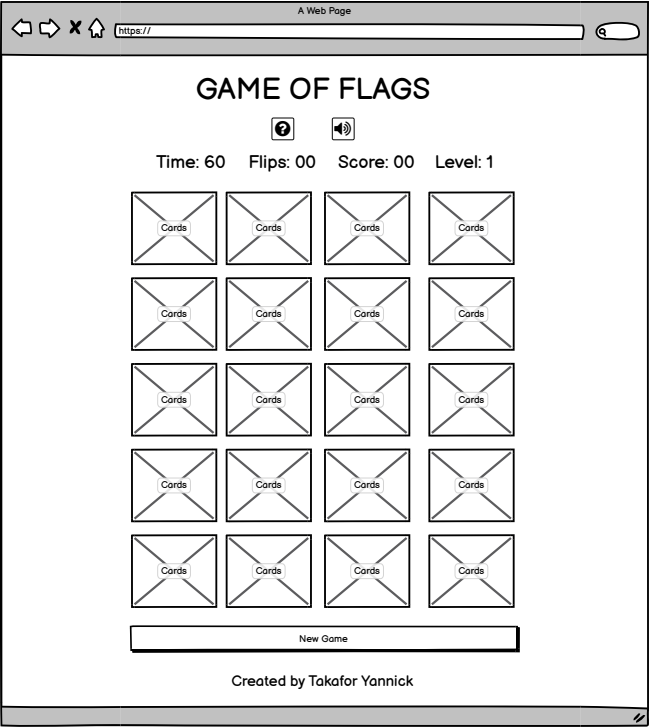 A Web Page
https://
GAME OF FLAGS
Time: 60 Flips: 00 Score: 00 Level: 1
Cards Cards Cards Cards
Cards Cards Cards Cards
Cards Cards Cards Cards
Cards Cards Cards Cards
Cards Cards Cards Cards
New Game
Created by Takafor Yannick